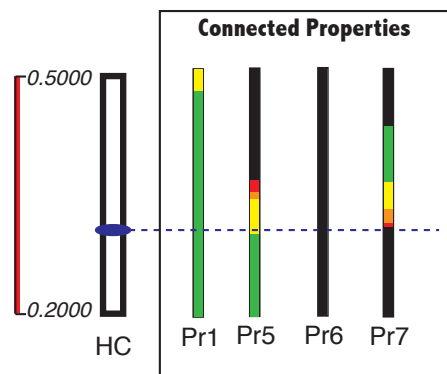 Connected Properties
0.5000
0.2000
HC
Pr1 Pr5 Pr6 Pr7